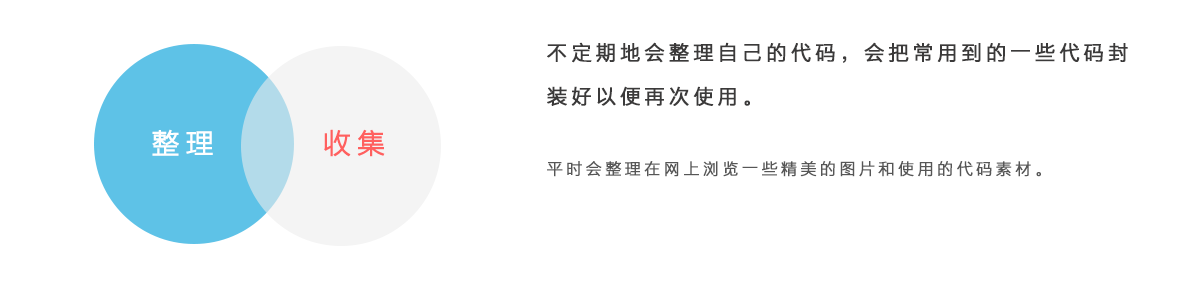 整理
收集
不定期地会整理自己的代码，会把常用到的一些代码封
装好以便再次使用。
平时会整理在网上浏览一些精美的图片和使用的代码素材。